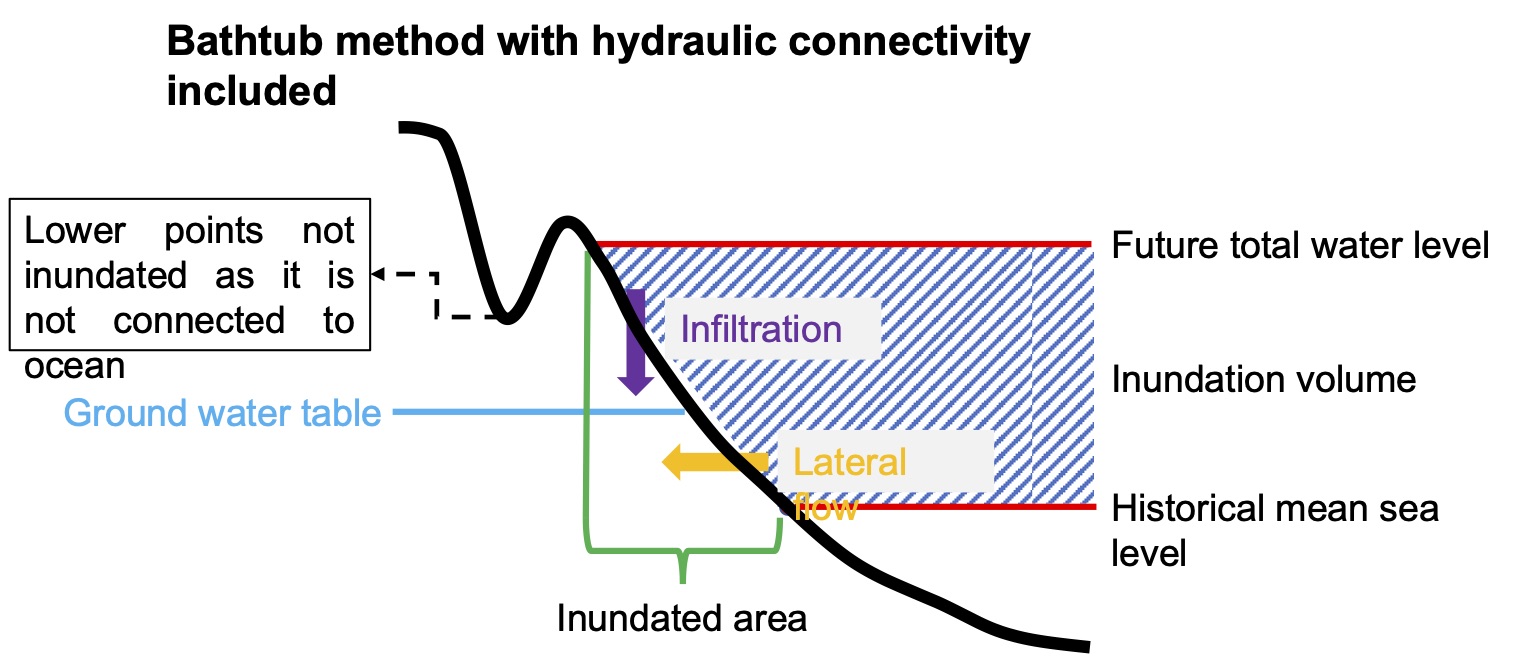 Bathtub method with hydraulic connectivity
included
Lower points not
inundated as it is
not connected to
ocean
Future total water level
Infiltration
Inundation volume
Ground water table
Lateral
flow
Historical mean sea
level
Inundated area